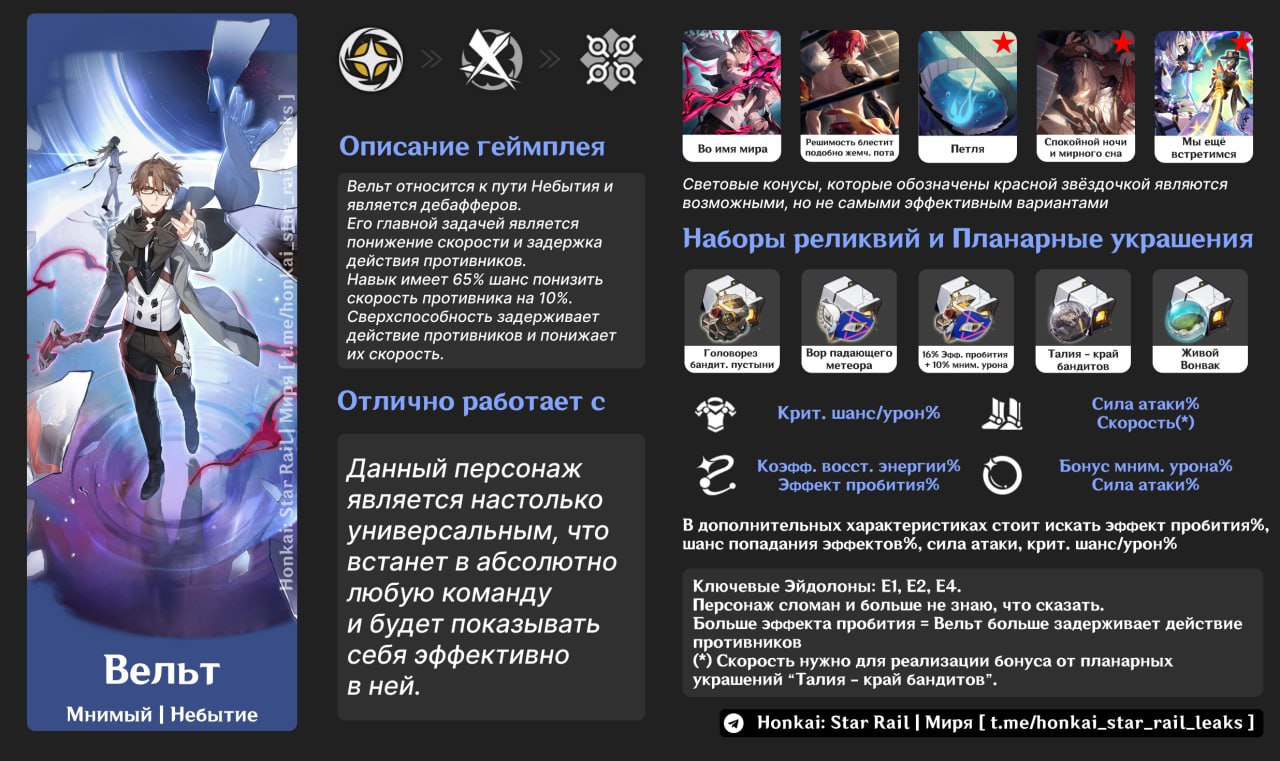 Honkai: Star Rail | Миря [ t.me/honkai_star_rail_leaks ]
Вельт
Мнимый | Небытие
Описание геймплея
Вельт относится к пути Небытия и
является дебафферов.
Его главной задачей является
понижение скорости и задержка
действия противников.
Навык имеет 65% шанс понизить
скорость противника на 10%.
Сверхспособность задерживает
действие противников и понижает
их скорость.
Отлично работает с
Данный персонаж
является настолько
универсальным, что
встанет в абсолютно
любую команду
и будет показывать
себя эффективно
в ней.
Во имя мира
Решимость блестит
подобно жемч. пота
Петля
Спокойной ночи
и мирного сна
Мы ещё
встретимся
Световые конусы, которые обозначены красной звёздочкой являются
возможными, но не самыми эффективным вариантами
Наборы реликвий и Планарные украшения
Головорез
бандит. пустыни
Вор падающего
метеора
16% Эфф. пробития
+ 10% мним. урона
Талия – край
бандитов
Живой
Вонвак
Крит. шанс/урон%
Сила атаки%
Скорость(*)
Коэфф. восст. энергии%
Эффект пробития%
Бонус мним. урона%
Сила атаки%
В дополнительных характеристиках стоит искать эффект пробития%,
шанс попадания эффектов%, сила атаки, крит. шанс/урон%
Ключевые Эйдолоны: E1, E2, E4.
Персонаж сломан и больше не знаю, что сказать.
Больше эффекта пробития = Вельт больше задерживает действие
противников
(*) Скорость нужно для реализации бонуса от планарных
украшений “Талия – край бандитов”.
Honkai: Star Rail | Миря [ t.me/honkai_star_rail_leaks ]